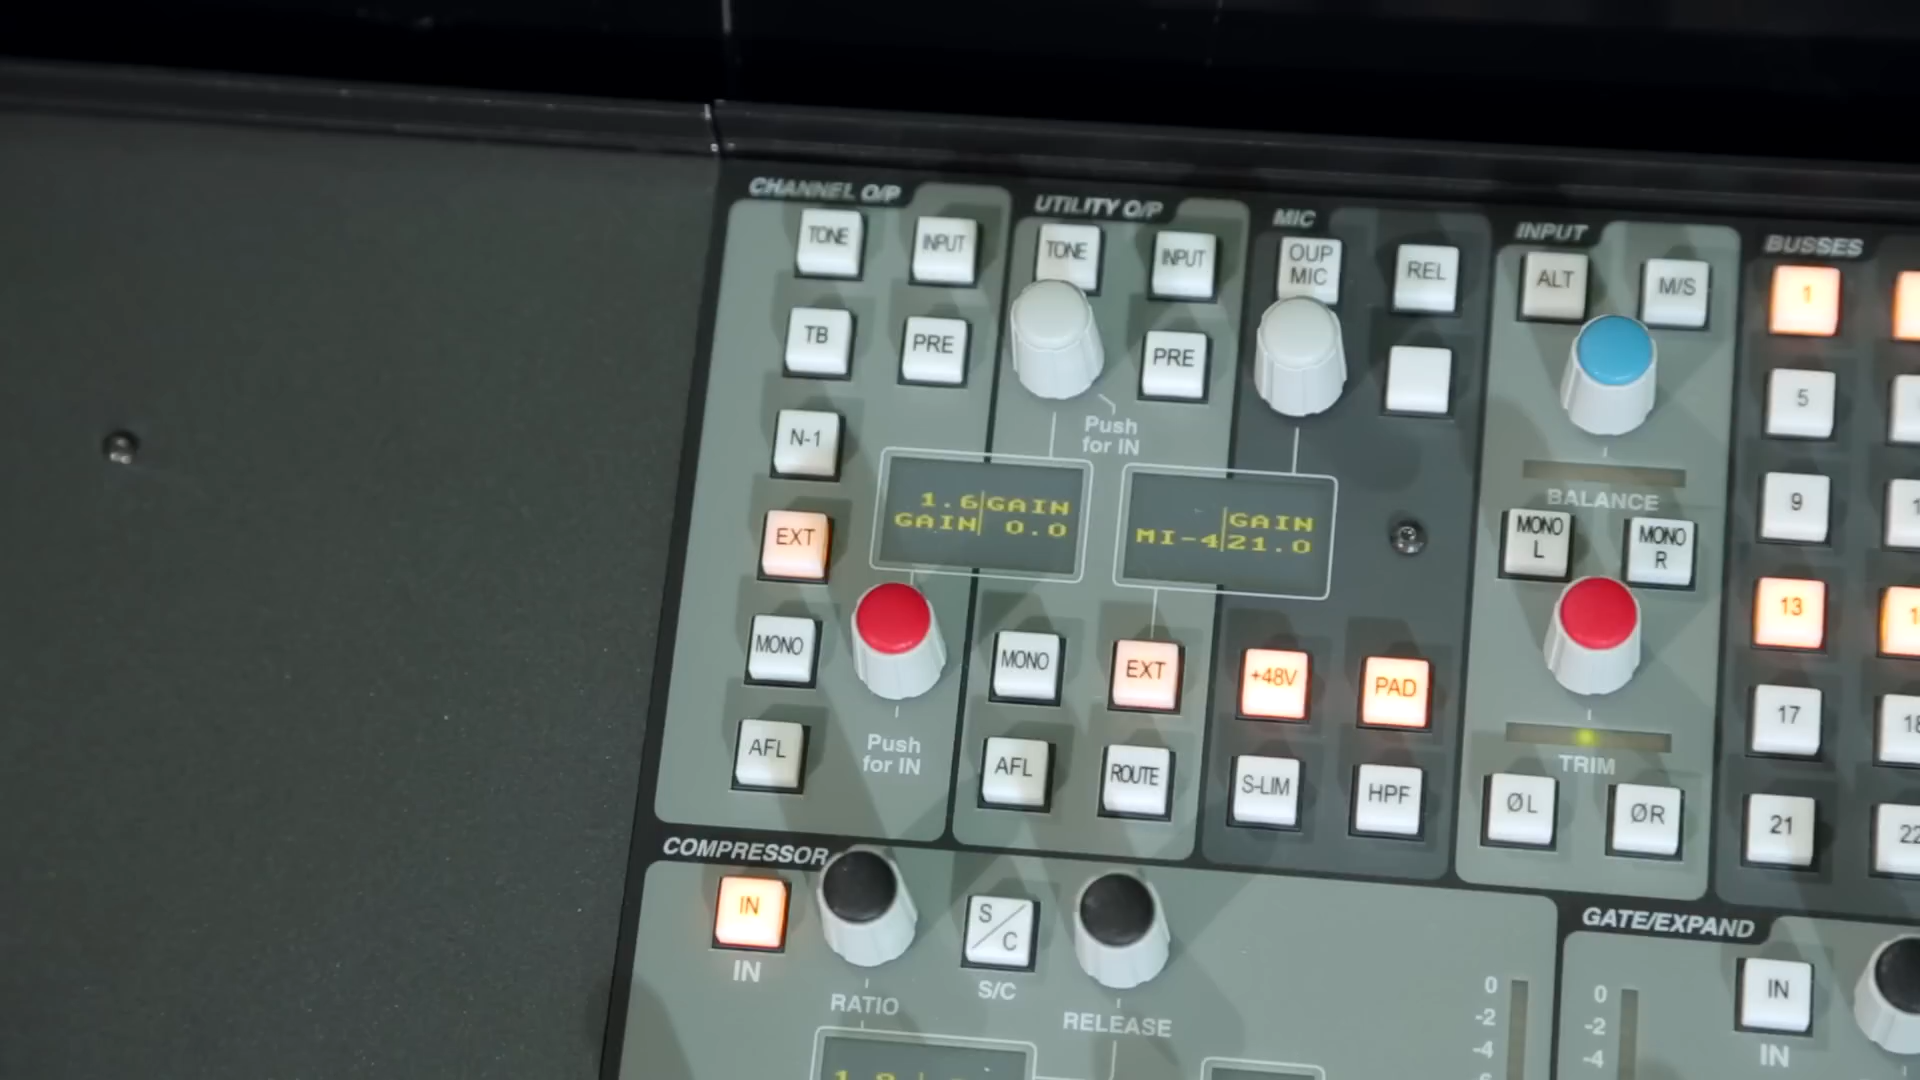 CHANNEL O/P
UTILITY O/P
MIC
INPUT
BUSSES
TONE
INPUT
TONE
INPUT
OUP
MIC
REL
ALT
M/S
1
TB
PRE
PRE
5
Push
for IN
N-1
BALANCE
9
1.6 GAIN
GAIN 0.0
GAIN
MI-4 21.0
MONO
L
MONO
R
EXT
13
MONO
MONO
EXT
+48V
PAD
17
Push
for IN
TRIM
AFL
AFL
ROUTE
S-LIM
HPF
ØL
ØR
21
22
COMPRESSOR
GATE/EXPAND
IN
S/C
IN
IN
S/C
RATIO
RELEASE
IN
0
-2
-4
0
-2
-4